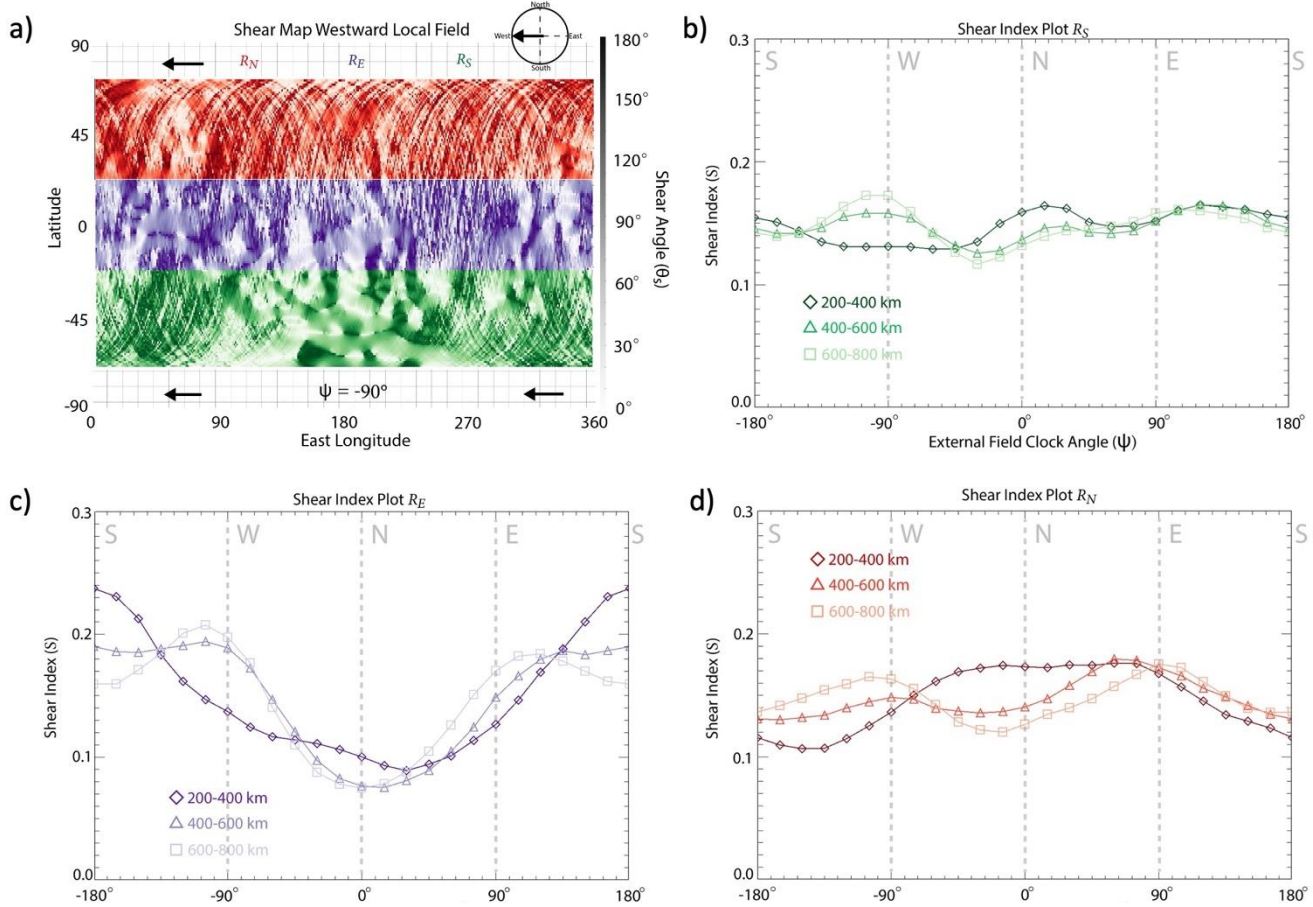 a)
Shear Map Westward Local Field
North
West
East
South
R_N
R_E
R_S
90
45
0
-45
-90
Latitude
ψ = -90°
0
90
180
270
360
East Longitude
180°
150°
120°
90°
60°
30°
0°
Shear Angle (θ_S)
b)
Shear Index Plot R_S
S
W
N
E
S
0.3
0.2
0.1
0.0
Shear Index (S)
200-400 km
400-600 km
600-800 km
-180°
-90°
0°
90°
180°
External Field Clock Angle (ψ)
c)
Shear Index Plot R_E
S
W
N
E
S
0.3
0.2
0.1
0.0
Shear Index (S)
200-400 km
400-600 km
600-800 km
-180°
-90°
0°
90°
180°
d)
Shear Index Plot R_N
S
W
N
E
S
0.3
0.2
0.1
0.0
Shear Index (S)
200-400 km
400-600 km
600-800 km
-180°
-90°
0°
90°
180°